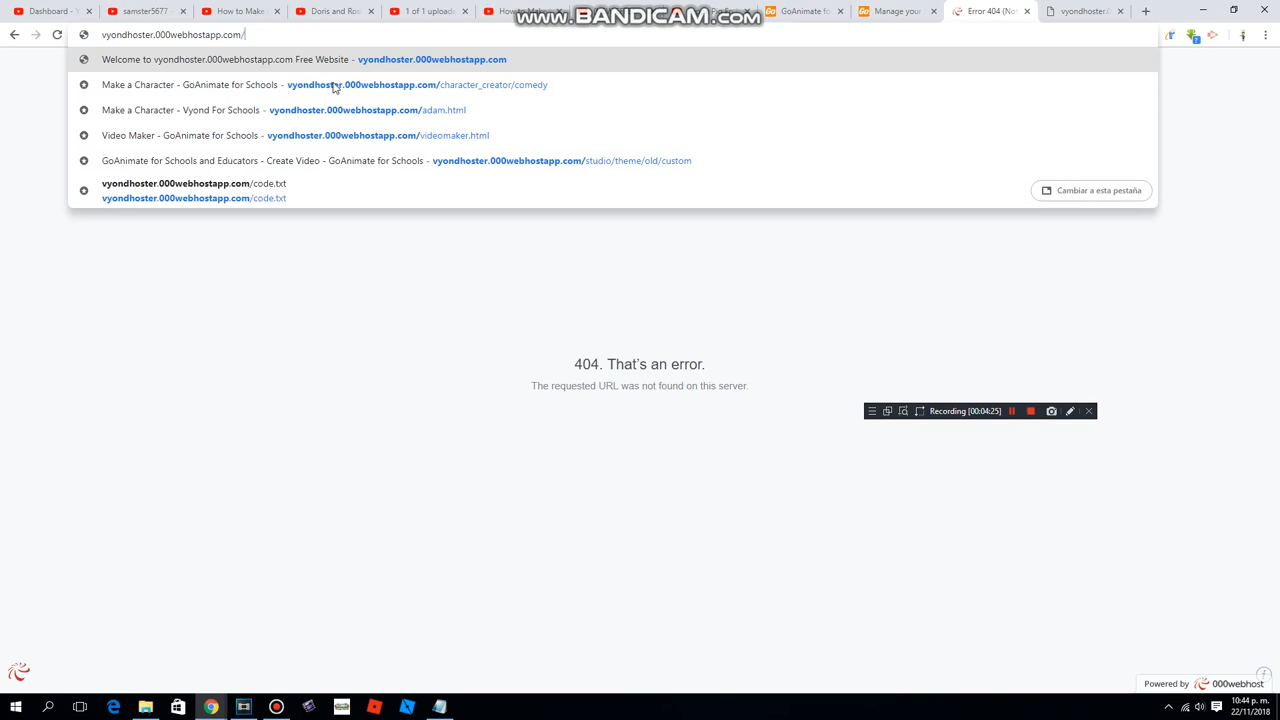 Dashboard - Y
samster5677
How to Make
Doris and Ros
1 of 1 uploade
How to Make
GoAnimate fo
Manage your
Error 404 (No
vyondhoster.0
www.BANDICAM.com
vyondhoster.000webhostapp.com/
Welcome to vyondhoster.000webhostapp.com Free Website - vyondhoster.000webhostapp.com
Make a Character - GoAnimate for Schools - vyondhoster.000webhostapp.com/character_creator/comedy
Make a Character - Vyond For Schools - vyondhoster.000webhostapp.com/adam.html
Video Maker - GoAnimate for Schools - vyondhoster.000webhostapp.com/videomaker.html
GoAnimate for Schools and Educators - Create Video - GoAnimate for Schools - vyondhoster.000webhostapp.com/studio/theme/old/custom
vyondhoster.000webhostapp.com/code.txt
vyondhoster.000webhostapp.com/code.txt
Cambiar a esta pestaña
404. That's an error.
The requested URL was not found on this server.
Recording [00:04:25]
Powered by 000webhost
10:44 p. m.
22/11/2018